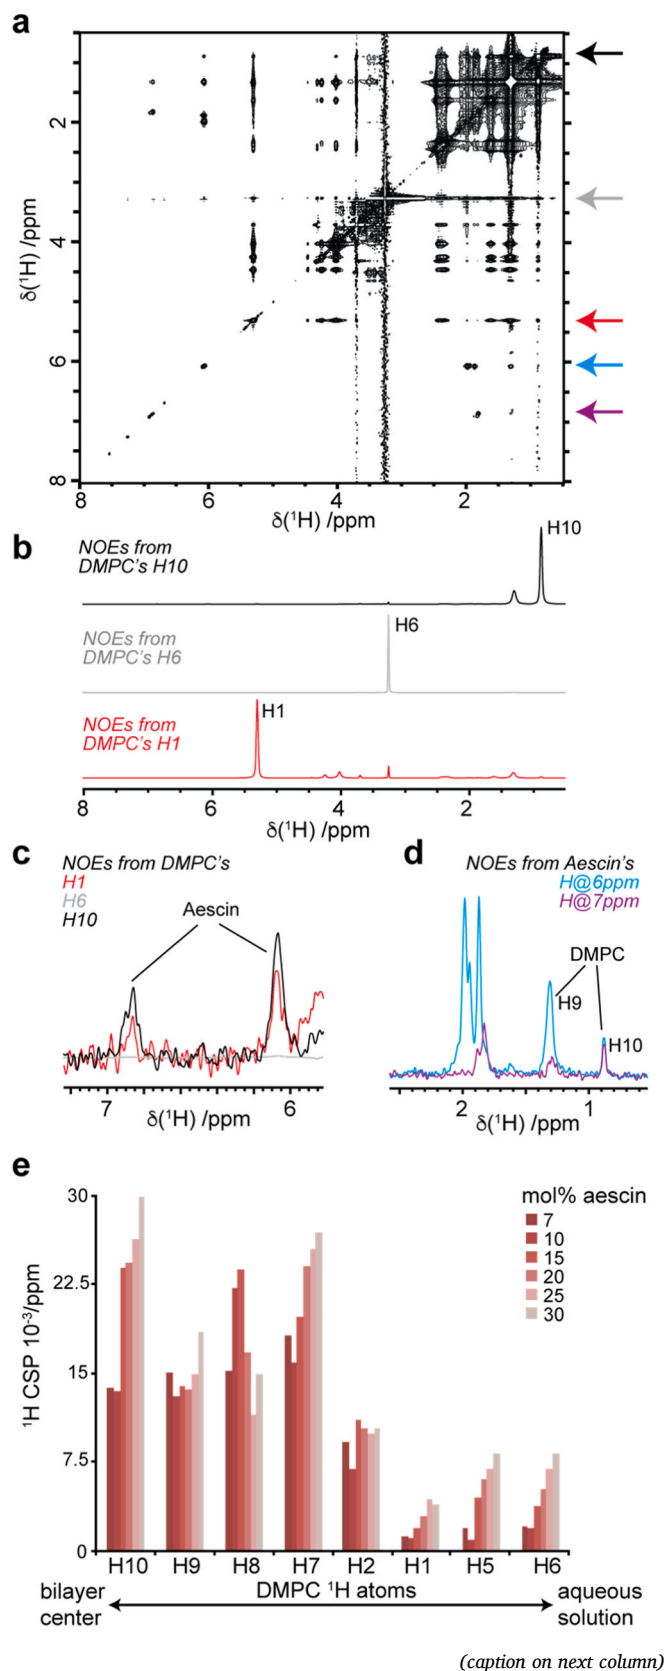 a
2
4
6
8
δ(¹H) /ppm
8 6 4 2
δ(¹H) /ppm
b
NOEs from
DMPC's H10
H10
NOEs from
DMPC's H6
H6
NOEs from
DMPC's H1
H1
8 6 4 2
δ(¹H) /ppm
c
NOEs from DMPC's
H1
H6
H10
Aescin
7 6
δ(¹H) /ppm
d
NOEs from Aescin's
H@6ppm
H@7ppm
DMPC
H9
H10
2 1
δ(¹H) /ppm
e
30
22.5
15
7.5
0
¹H CSP 10⁻³/ppm
mol% aescin
7
10
15
20
25
30
H10 H9 H8 H7 H2 H1 H5 H6
bilayer
center
DMPC ¹H atoms
aqueous
solution
(caption on next column)